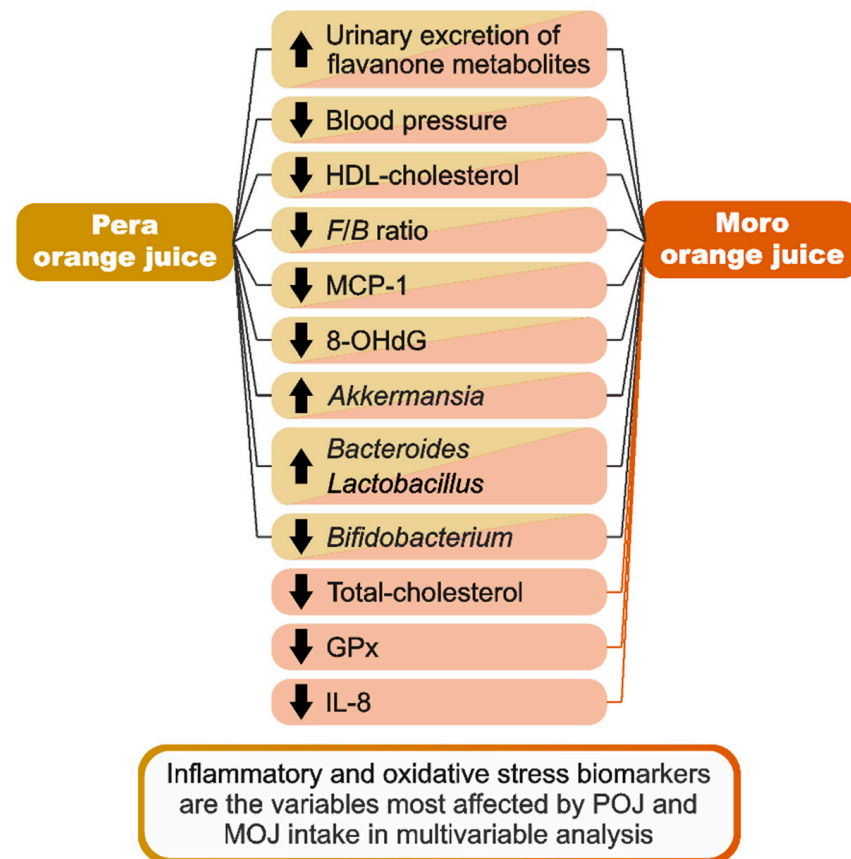 Urinary excretion of
flavanone metabolites
Blood pressure
HDL-cholesterol
F/B ratio
MCP-1
8-OHdG
Akkermansia
Bacteroides
Lactobacillus
Bifidobacterium
Total-cholesterol
GPx
IL-8
Pera
orange juice
Moro
orange juice
Inflammatory and oxidative stress biomarkers
are the variables most affected by POJ and
MOJ intake in multivariable analysis